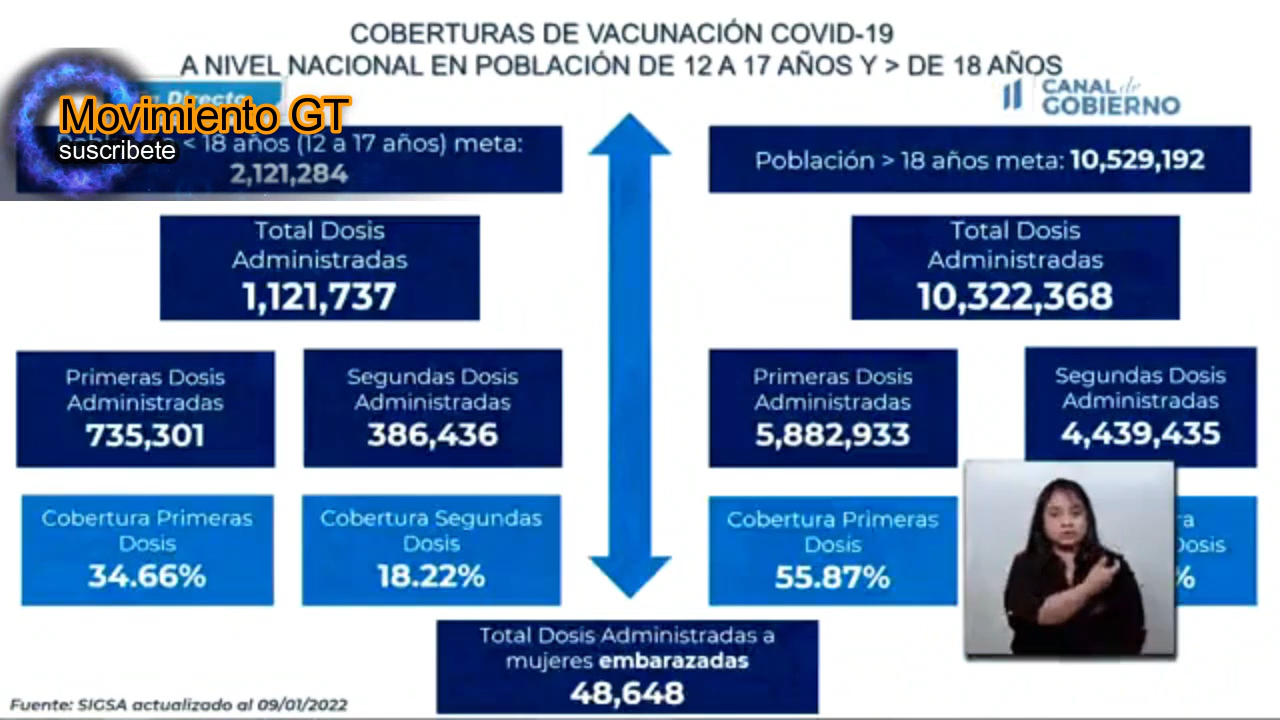 COBERTURAS DE VACUNACIÓN COVID-19
A NIVEL NACIONAL EN POBLACIÓN DE 12 A 17 AÑOS Y > DE 18 AÑOS
Directo
Movimiento GT
suscribete
CANAL de
GOBIERNO
< 18 años (12 a 17 años) meta:
2,121,284
Población > 18 años meta: 10,529,192
Total Dosis
Administradas
1,121,737
Total Dosis
Administradas
10,322,368
Primeras Dosis
Administradas
735,301
Segundas Dosis
Administradas
386,436
Primeras Dosis
Administradas
5,882,933
Segundas Dosis
Administradas
4,439,435
Cobertura Primeras
Dosis
34.66%
Cobertura Segundas
Dosis
18.22%
Cobertura Primeras
Dosis
55.87%
Dosis
%
Total Dosis Administradas a
mujeres embarazadas
48,648
Fuente: SIGSA actualizado al 09/01/2022